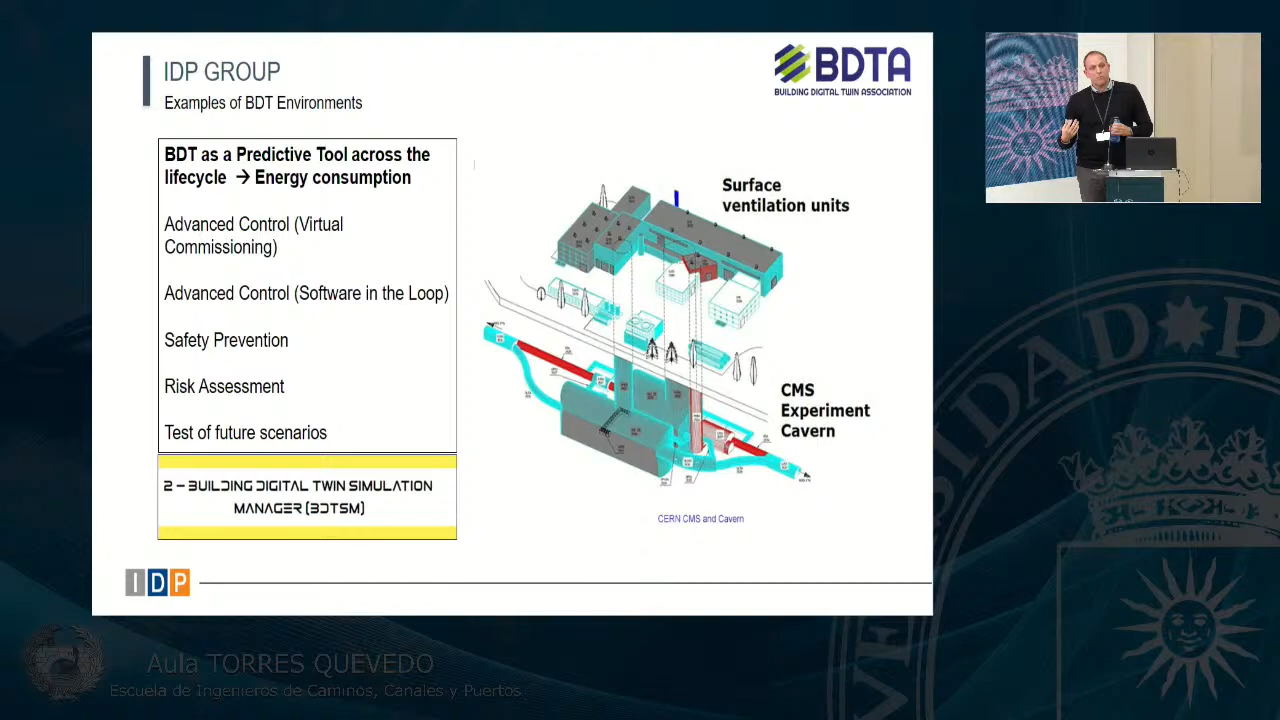 IDP GROUP
Examples of BDT Environments
BDTA
BUILDING DIGITAL TWIN ASSOCIATION
BDT as a Predictive Tool across the
lifecycle → Energy consumption
Advanced Control (Virtual
Commissioning)
Advanced Control (Software in the Loop)
Safety Prevention
Risk Assessment
Test of future scenarios
2 – BUILDING DIGITAL TWIN SIMULATION
MANAGER (BDTSM)
Surface
ventilation units
CMS
Experiment
Cavern
CERN CMS and Cavern
IDP
Aula TORRES QUEVEDO
Escuela de Ingenieros de Caminos, Canales y Puertos
VERSIDAD